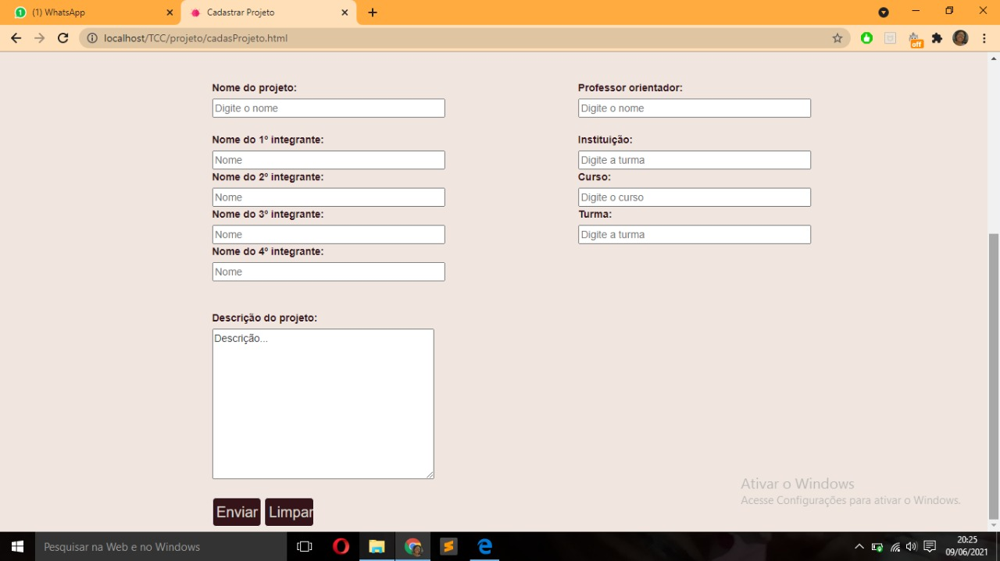 (1) WhatsApp
Cadastrar Projeto
localhost/TCC/projeto/cadasProjeto.html
off
Nome do projeto:
Digite o nome
Professor orientador:
Digite o nome
Nome do 1º integrante:
Nome
Instituição:
Digite a turma
Nome do 2º integrante:
Nome
Curso:
Digite o curso
Nome do 3º integrante:
Nome
Turma:
Digite a turma
Nome do 4º integrante:
Nome
Descrição do projeto:
Descrição...
Enviar
Limpar
Ativar o Windows
Acesse Configurações para ativar o Windows.
Pesquisar na Web e no Windows
20:25
09/06/2021